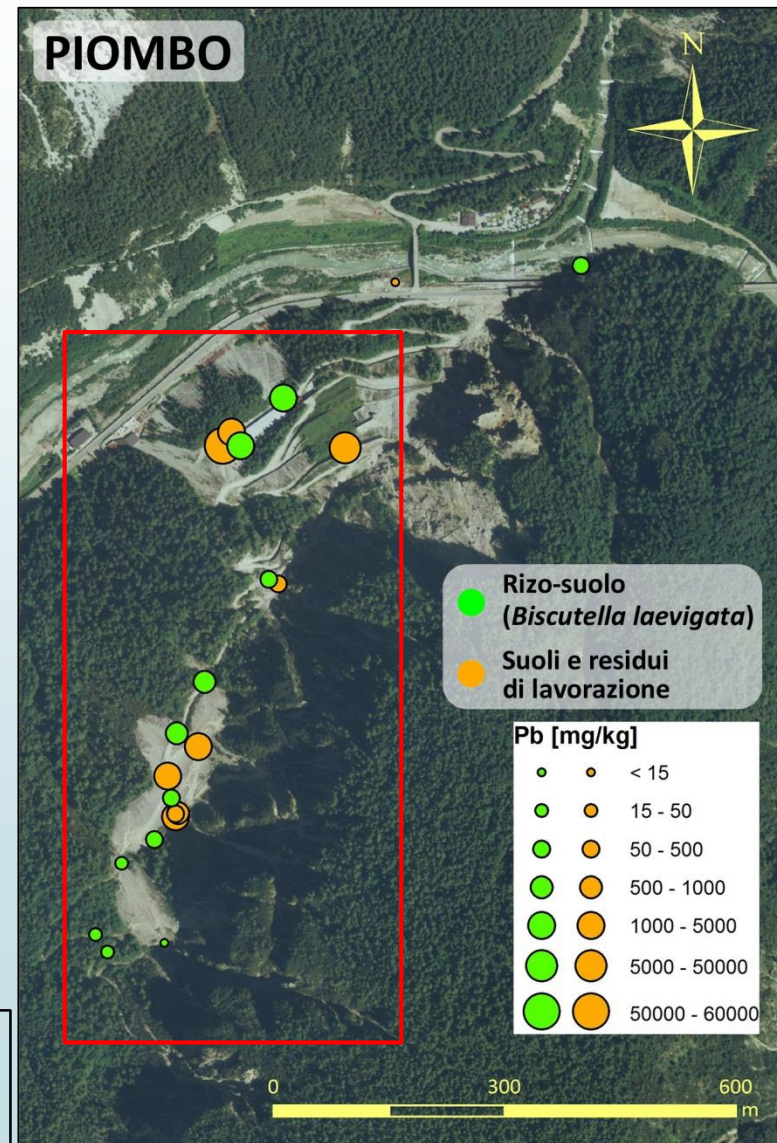 PIOMBO
N
Rizo-suolo
(Biscutella laevigata)
Suoli e residui
di lavorazione
Pb [mg/kg]
< 15
15 - 50
50 - 500
500 - 1000
1000 - 5000
5000 - 50000
50000 - 60000
0 300 600
m